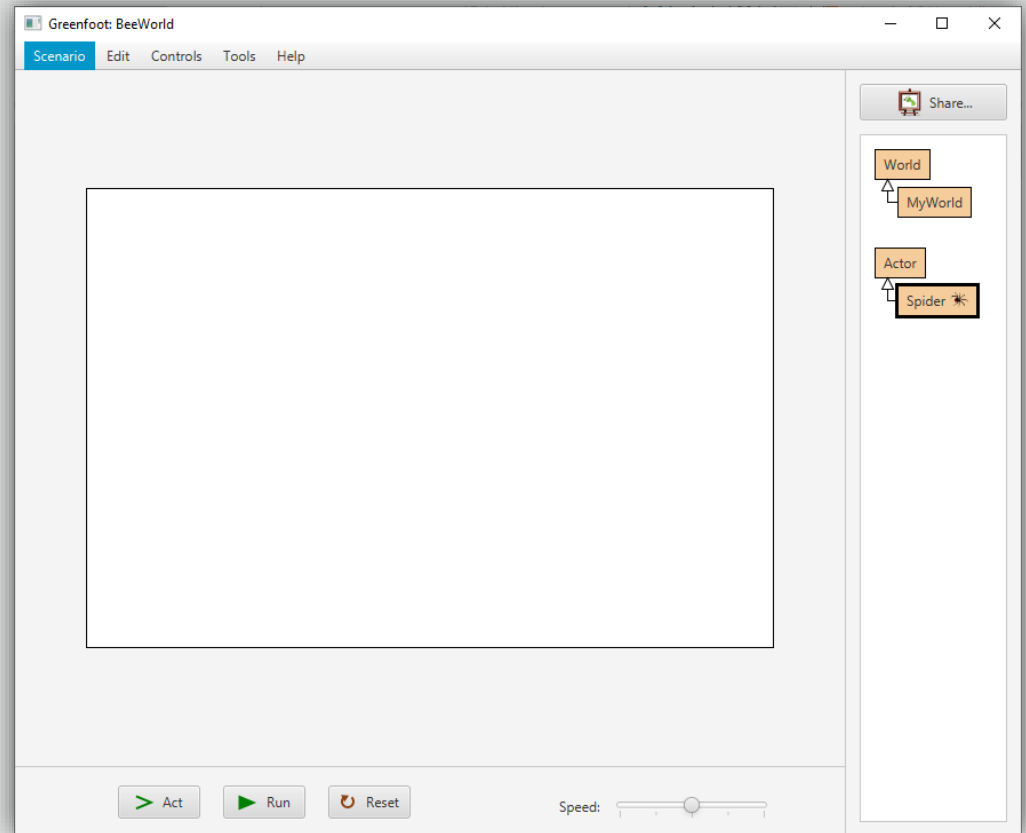 Greenfoot: BeeWorld
Scenario Edit Controls Tools Help
Share...
World
MyWorld
Actor
Spider
Act Run Reset Speed: